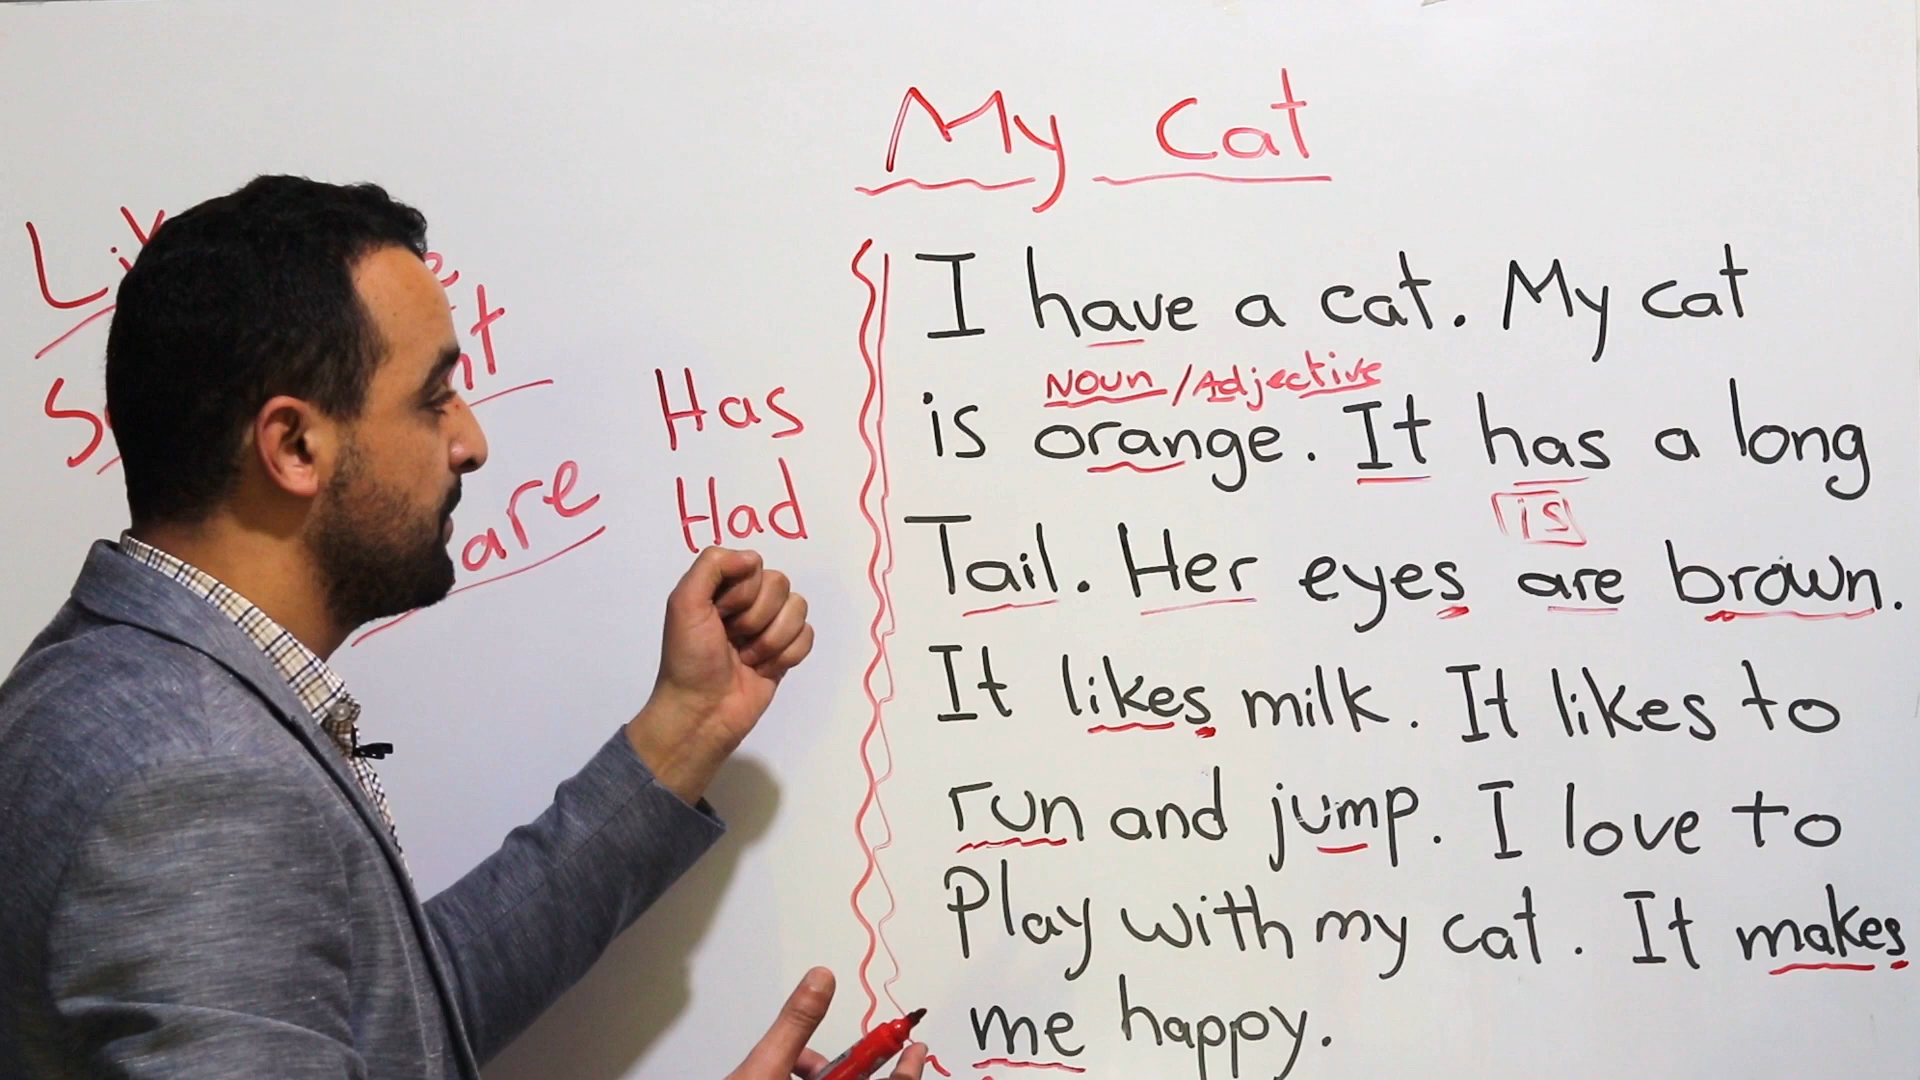 My cat
I have a cat. My cat
Noun / Adjective
is orange. It has a long
is
Tail. Her eyes are brown.
It likes milk. It likes to
run and jump. I love to
Play with my cat. It makes
me happy.
Has
Had
are